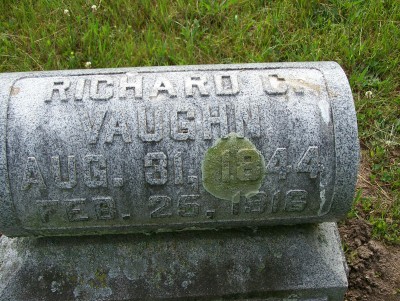 RICHARD C.
VAUGHN
AUG. 31, 1844
FEB. 25, 1916